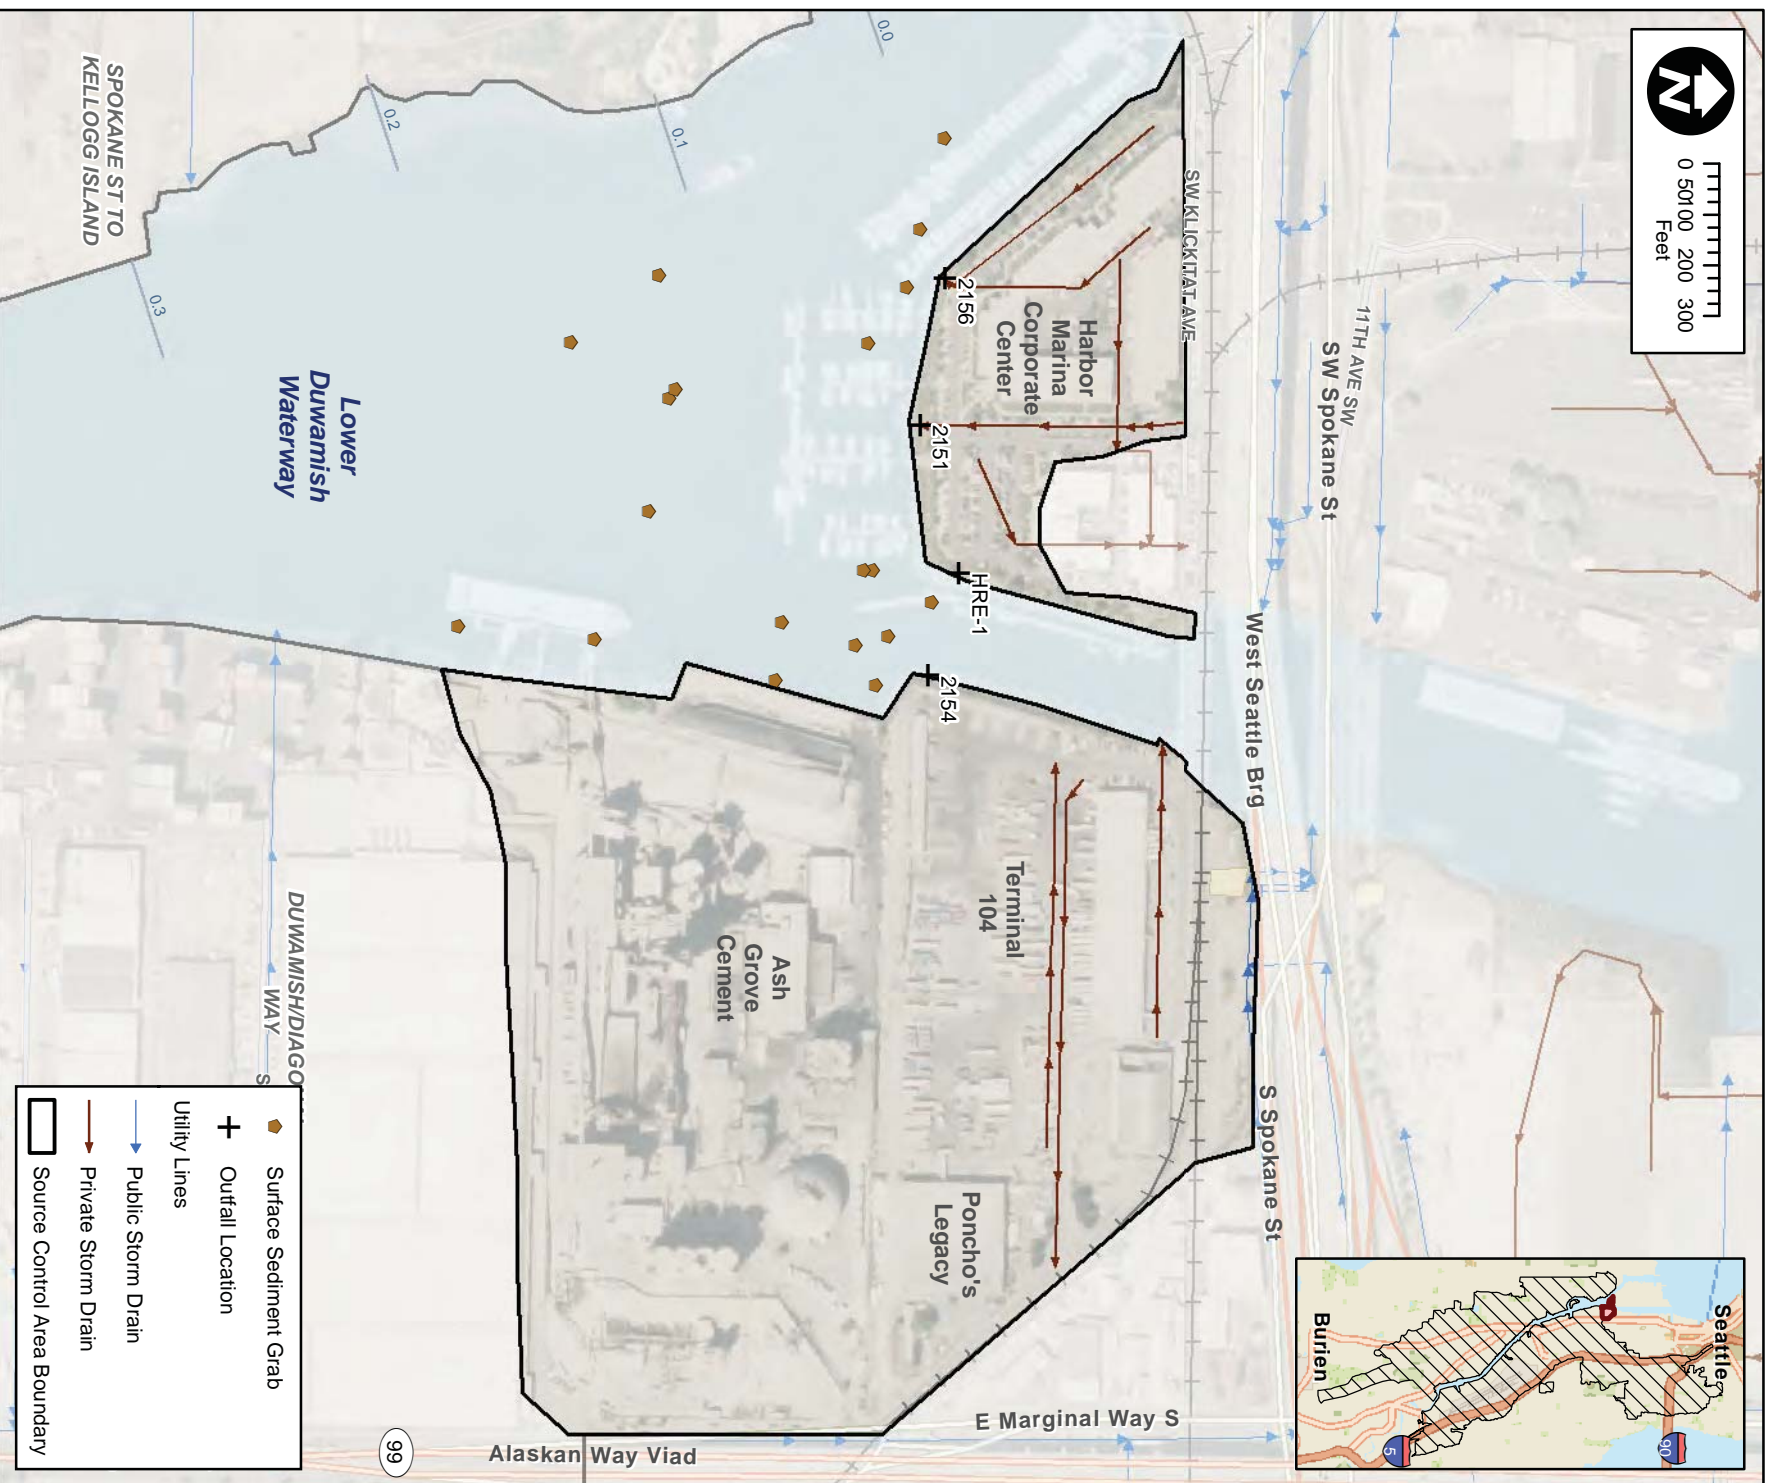 N
0 50100 200 300
Feet
Seattle
90
5
Burien
11TH AVE SW
SW Spokane St
West Seattle Brg
S Spokane St
SW KLICKITAT AVE
Harbor
Marina
Corporate
Center
2156
2151
HRE-1
2154
Terminal
104
Poncho's
Legacy
E Marginal Way S
Ash
Grove
Cement
Alaskan Way Viad
99
0.0
0.1
0.2
0.3
Lower
Duwamish
Waterway
SPOKANE ST TO
KELLOGG ISLAND
DUWAMISH/DIAGO
WAY
S
Surface Sediment Grab
Outfall Location
Utility Lines
Public Storm Drain
Private Storm Drain
Source Control Area Boundary